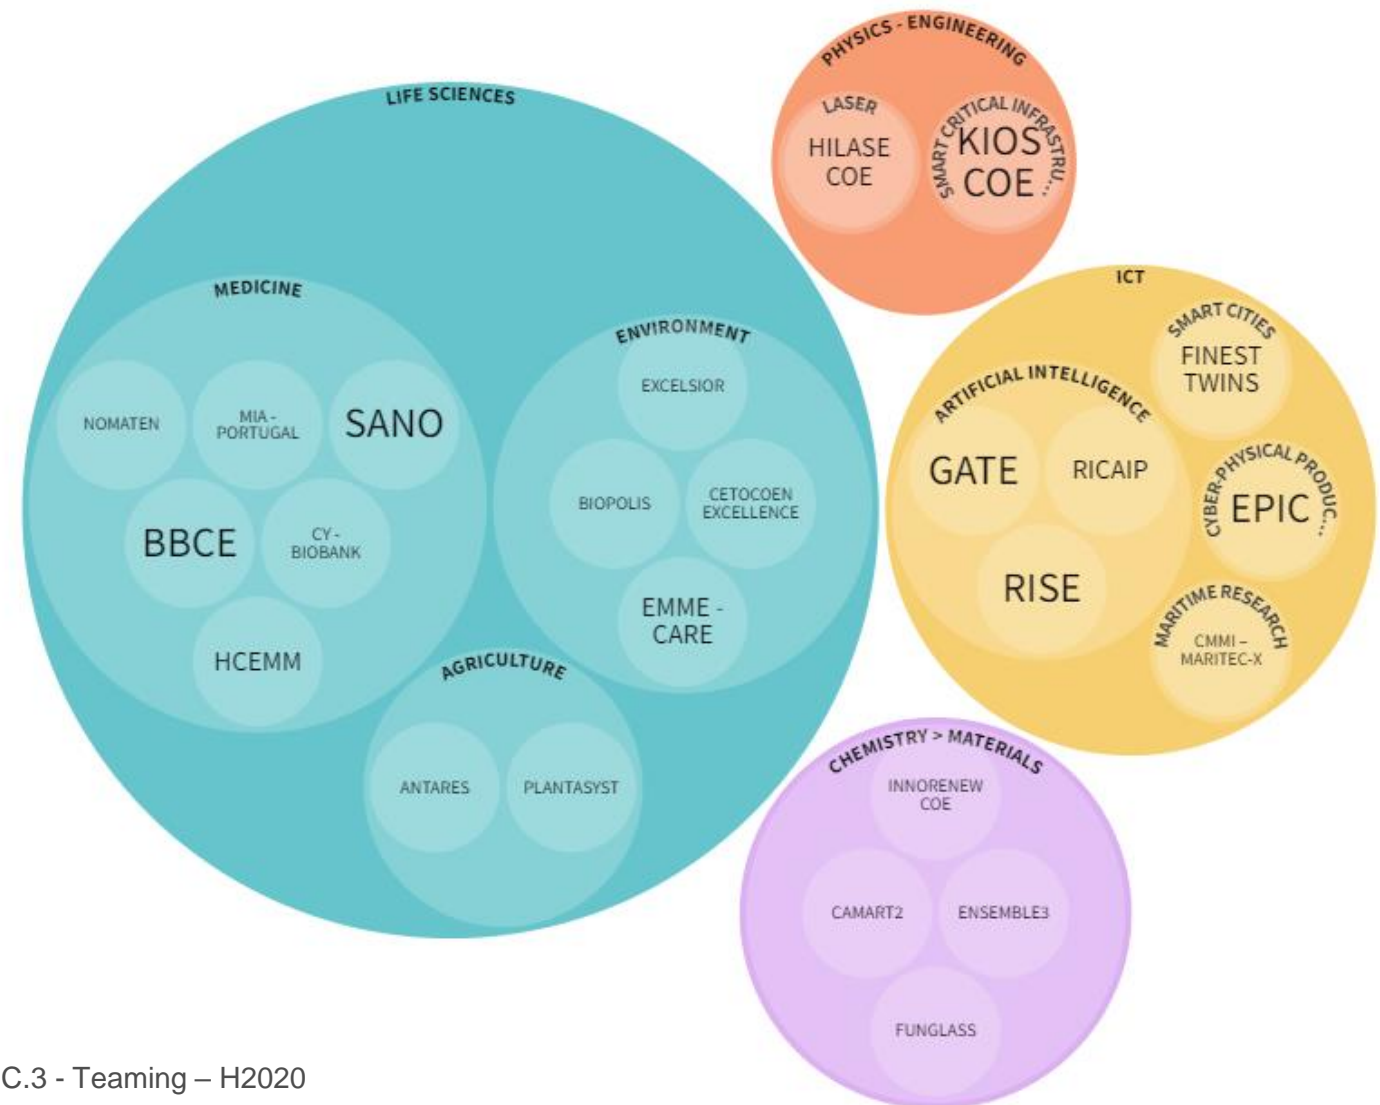 PHYSICS - ENGINEERING
LASER
HILASE
COE
SMART CRITICAL INFRASTRU...
KIOS
COE
LIFE SCIENCES
MEDICINE
NOMATEN
MIA -
PORTUGAL
SANO
BBCE
CY -
BIOBANK
HCEMM
ENVIRONMENT
EXCELSIOR
BIOPOLIS
CETOCOEN
EXCELLENCE
EMME -
CARE
AGRICULTURE
ANTARES
PLANTASYST
ICT
SMART CITIES
FINEST
TWINS
ARTIFICIAL INTELLIGENCE
GATE
RICAIP
RISE
CYBER-PHYSICAL PRODUC...
EPIC
MARITIME RESEARCH
CMMI –
MARITEC-X
CHEMISTRY > MATERIALS
INNORENEW
COE
CAMART2
ENSEMBLE3
FUNGLASS
C.3 - Teaming – H2020